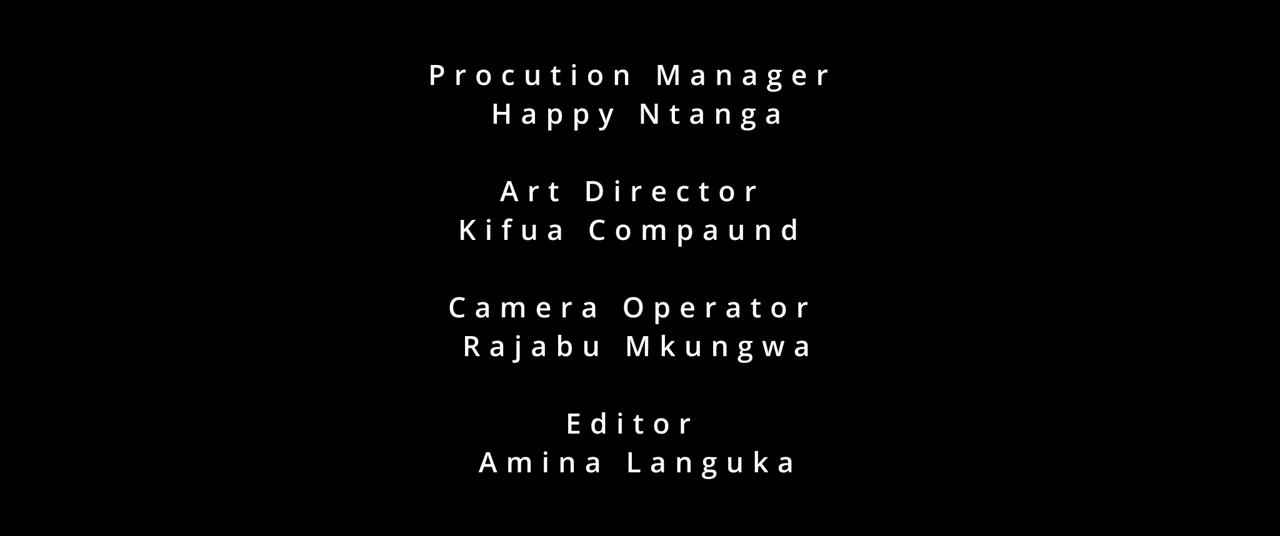 Procution Manager
Happy Ntanga
Art Director
Kifua Compaund
Camera Operator
Rajabu Mkungwa
Editor
Amina Languka